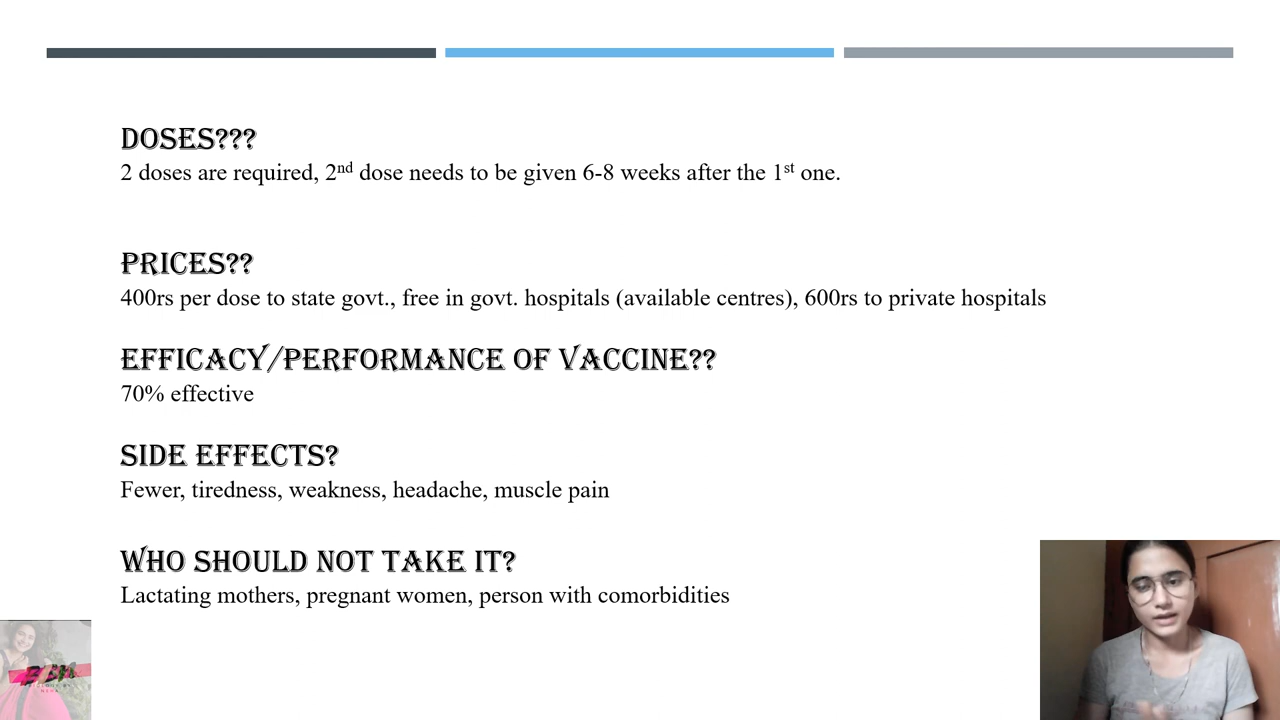 DOSES???
2 doses are required, 2nd dose needs to be given 6-8 weeks after the 1st one.
PRICES??
400rs per dose to state govt., free in govt. hospitals (available centres), 600rs to private hospitals
EFFICACY/PERFORMANCE OF VACCINE??
70% effective
SIDE EFFECTS?
Fewer, tiredness, weakness, headache, muscle pain
WHO SHOULD NOT TAKE IT?
Lactating mothers, pregnant women, person with comorbidities